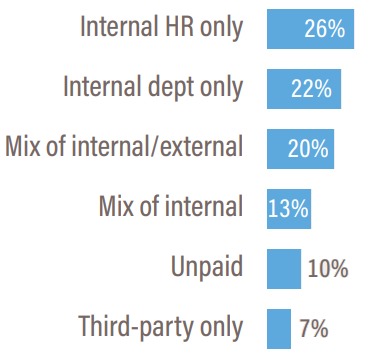 Internal HR only 26%
Internal dept only 22%
Mix of internal/external 20%
Mix of internal 13%
Unpaid 10%
Third-party only 7%